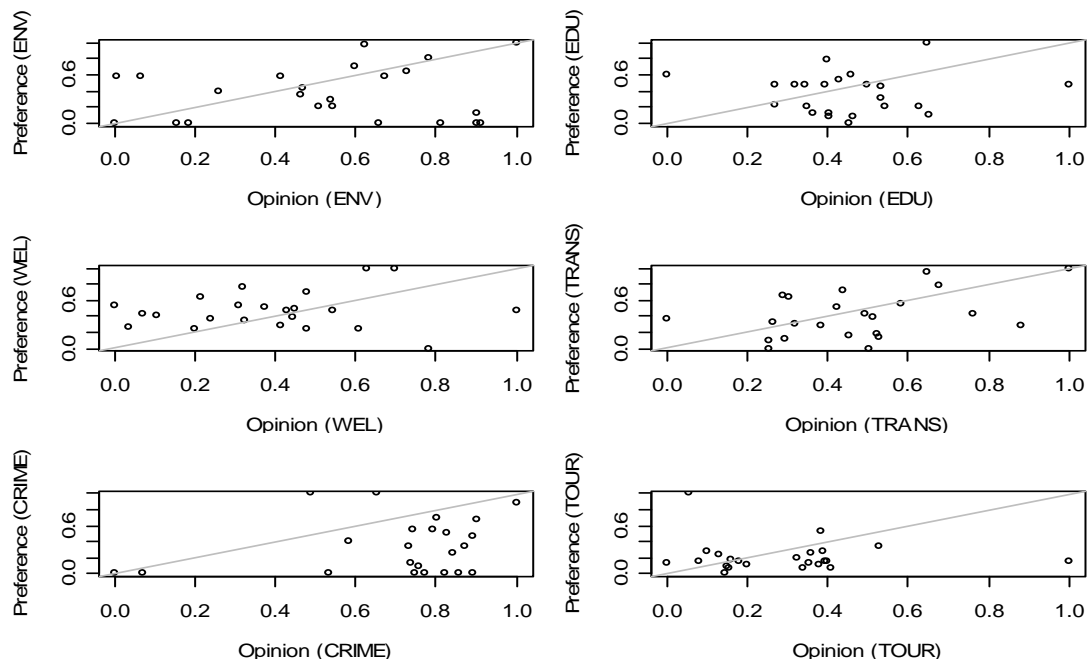 Preference (ENV)
0.6
0.0
0.0 0.2 0.4 0.6 0.8 1.0
Opinion (ENV)
Preference (EDU)
0.6
0.0
0.0 0.2 0.4 0.6 0.8 1.0
Opinion (EDU)
Preference (WEL)
0.6
0.0
0.0 0.2 0.4 0.6 0.8 1.0
Opinion (WEL)
Preference (TRANS)
0.6
0.0
0.0 0.2 0.4 0.6 0.8 1.0
Opinion (TRANS)
Preference (CRIME)
0.6
0.0
0.0 0.2 0.4 0.6 0.8 1.0
Opinion (CRIME)
Preference (TOUR)
0.6
0.0
0.0 0.2 0.4 0.6 0.8 1.0
Opinion (TOUR)